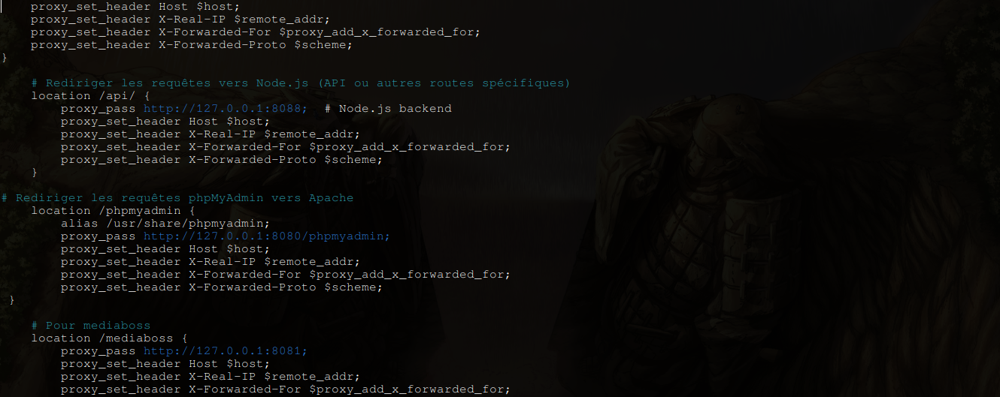 proxy_set_header Host $host;
proxy_set_header X-Real-IP $remote_addr;
proxy_set_header X-Forwarded-For $proxy_add_x_forwarded_for;
proxy_set_header X-Forwarded-Proto $scheme;
}
# Rediriger les requêtes vers Node.js (API ou autres routes spécifiques)
location /api/ {
proxy_pass http://127.0.0.1:8088;  # Node.js backend
proxy_set_header Host $host;
proxy_set_header X-Real-IP $remote_addr;
proxy_set_header X-Forwarded-For $proxy_add_x_forwarded_for;
proxy_set_header X-Forwarded-Proto $scheme;
}
# Rediriger les requêtes phpMyAdmin vers Apache
location /phpmyadmin {
alias /usr/share/phpmyadmin;
proxy_pass http://127.0.0.1:8080/phpmyadmin;
proxy_set_header Host $host;
proxy_set_header X-Real-IP $remote_addr;
proxy_set_header X-Forwarded-For $proxy_add_x_forwarded_for;
proxy_set_header X-Forwarded-Proto $scheme;
}
# Pour mediaboss
location /mediaboss {
proxy_pass http://127.0.0.1:8081;
proxy_set_header Host $host;
proxy_set_header X-Real-IP $remote_addr;
proxy_set_header X-Forwarded-For $proxy_add_x_forwarded_for;